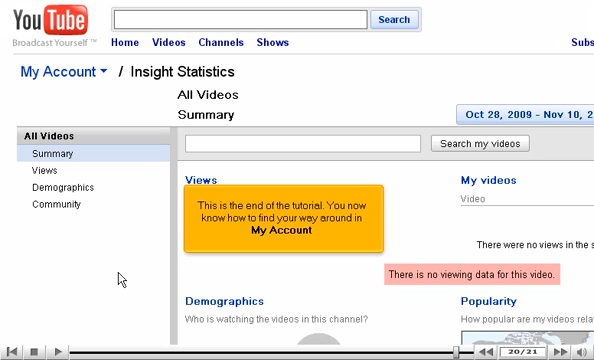 YouTube
Search
Broadcast Yourself ™
Home Videos Channels Shows Subs
My Account / Insight Statistics
All Videos
Summary
Oct 28, 2009 - Nov 10, 2
All Videos
Summary
Views
Demographics
Community
Search my videos
Views
My videos
Video
This is the end of the tutorial. You now
know how to find your way around in
My Account
There were no views in the s
There is no viewing data for this video.
Demographics
Who is watching the videos in this channel?
Popularity
How popular are my videos rela
20/21